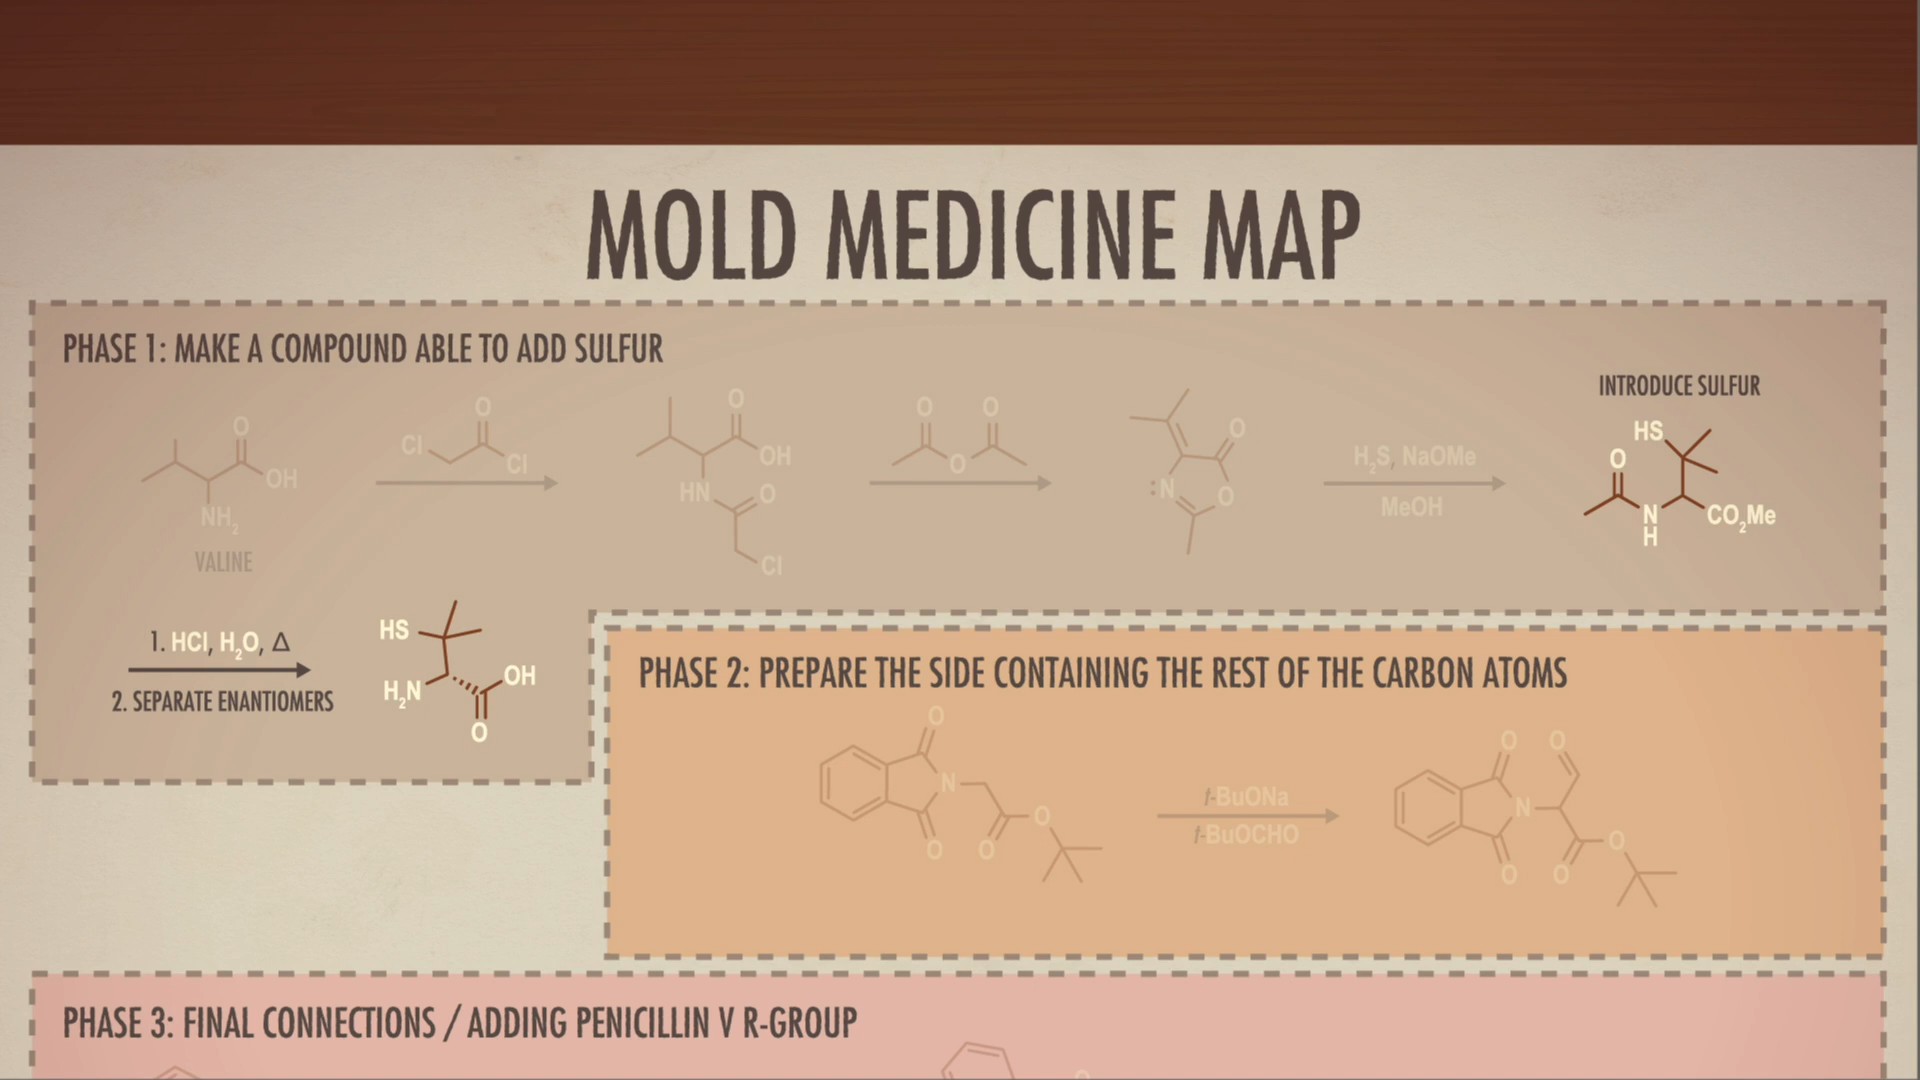 MOLD MEDICINE MAP
PHASE 1: MAKE A COMPOUND ABLE TO ADD SULFUR
INTRODUCE SULFUR
O
OH
NH2
VALINE
Cl
O
Cl
O
OH
HN
O
Cl
O
O
O
O
:N
O
H2S, NaOMe
MeOH
HS
O
N
H
CO2Me
1. HCl, H2O, Δ
2. SEPARATE ENANTIOMERS
HS
H2N
OH
O
PHASE 2: PREPARE THE SIDE CONTAINING THE REST OF THE CARBON ATOMS
O
N
O
O
O
t-BuONa
t-BuOCHO
O
O
N
O
O
O
PHASE 3: FINAL CONNECTIONS / ADDING PENICILLIN V R-GROUP
O